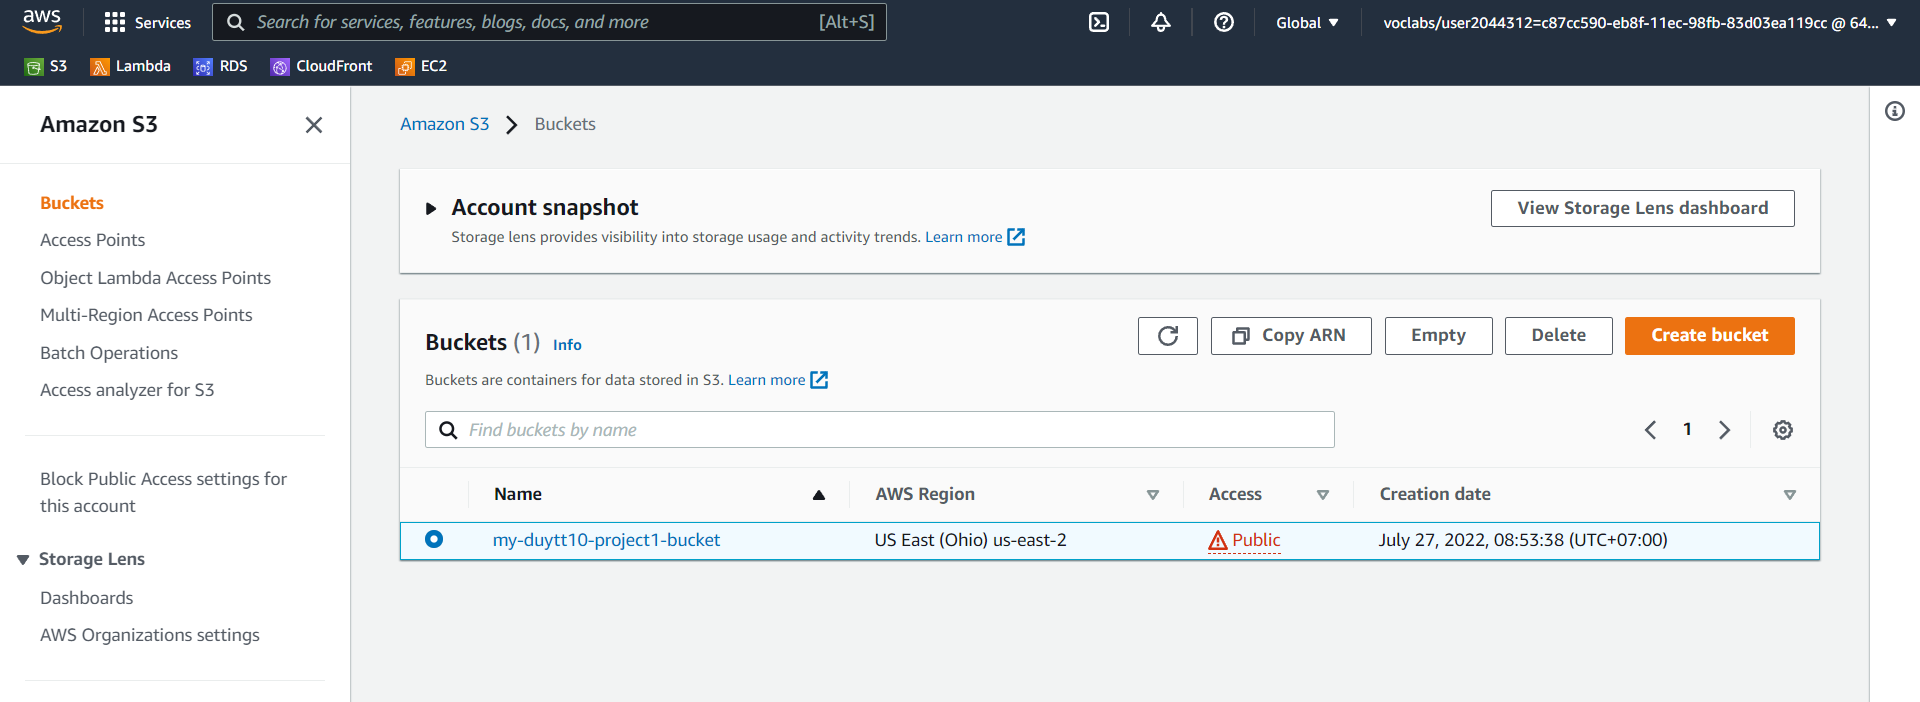 aws
Services
Search for services, features, blogs, docs, and more
[Alt+S]
Global
voclabs/user2044312=c87cc590-eb8f-11ec-98fb-83d03ea119cc @ 64...
S3
Lambda
RDS
CloudFront
EC2
Amazon S3
Buckets
Access Points
Object Lambda Access Points
Multi-Region Access Points
Batch Operations
Access analyzer for S3
Block Public Access settings for
this account
Storage Lens
Dashboards
AWS Organizations settings
Amazon S3
Buckets
Account snapshot
Storage lens provides visibility into storage usage and activity trends. Learn more
View Storage Lens dashboard
Buckets (1) Info
Copy ARN
Empty
Delete
Create bucket
Buckets are containers for data stored in S3. Learn more
Find buckets by name
1
Name
AWS Region
Access
Creation date
my-duytt10-project1-bucket
US East (Ohio) us-east-2
Public
July 27, 2022, 08:53:38 (UTC+07:00)